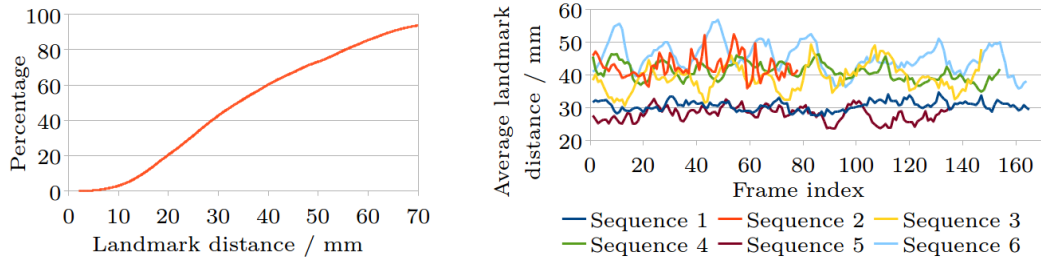 100
80
60
40
20
0
Percentage
0 10 20 30 40 50 60 70
Landmark distance / mm
60
50
40
30
20
Average landmark
distance / mm
0 20 40 60 80 100 120 140 160
Frame index
Sequence 1 Sequence 2 Sequence 3
Sequence 4 Sequence 5 Sequence 6